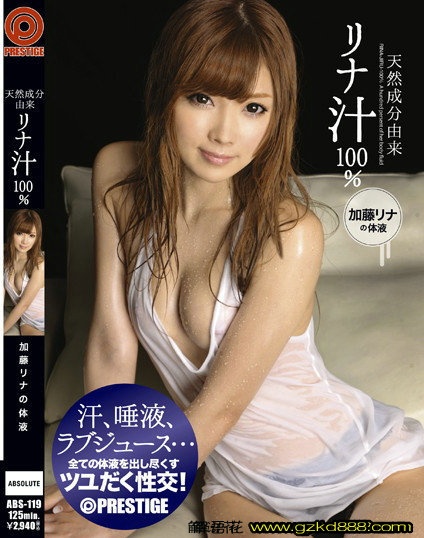 PRESTIGE
天然成分
由来
リナ汁
100
%
加藤リナの体液
ABSOLUTE
ABS-119
125min.
¥2,940
天然成分由来
リナ汁
100%
加藤リナ
の体液
汗、唾液、
ラブジュース…
全ての体液を出し尽くす
ツユだく性交!
PRESTIGE
www.gzkd888.com